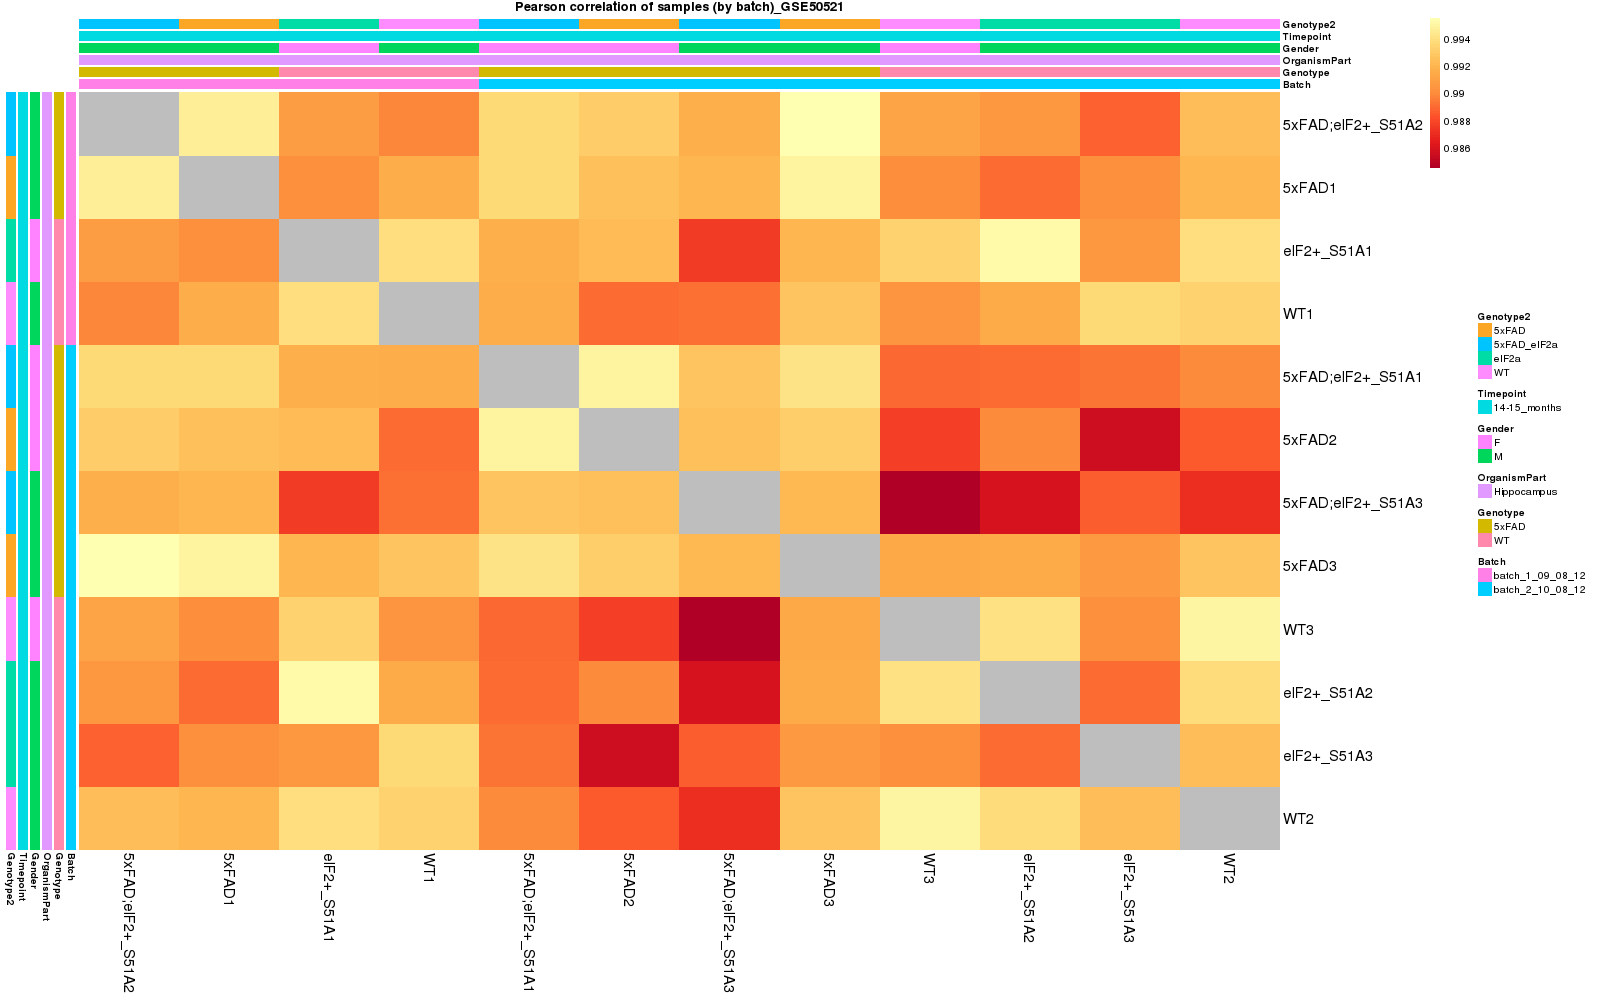 Pearson correlation of samples (by batch)_GSE50521
Genotype2
Timepoint
Gender
OrganismPart
Genotype
Batch
0.994
0.992
0.99
0.988
0.986
5xFAD;eIF2+_S51A2
5xFAD1
eIF2+_S51A1
WT1
5xFAD;eIF2+_S51A1
5xFAD2
5xFAD;eIF2+_S51A3
5xFAD3
WT3
eIF2+_S51A2
eIF2+_S51A3
WT2
Genotype2
5xFAD
5xFAD_eIF2a
eIF2a
WT
Timepoint
14-15_months
Gender
F
M
OrganismPart
Hippocampus
Genotype
5xFAD
WT
Batch
batch_1_09_08_12
batch_2_10_08_12
Genotype2
Timepoint
Gender
OrganismPart
Genotype
Batch
5xFAD;eIF2+_S51A2
5xFAD1
eIF2+_S51A1
WT1
5xFAD;eIF2+_S51A1
5xFAD2
5xFAD;eIF2+_S51A3
5xFAD3
WT3
eIF2+_S51A2
eIF2+_S51A3
WT2